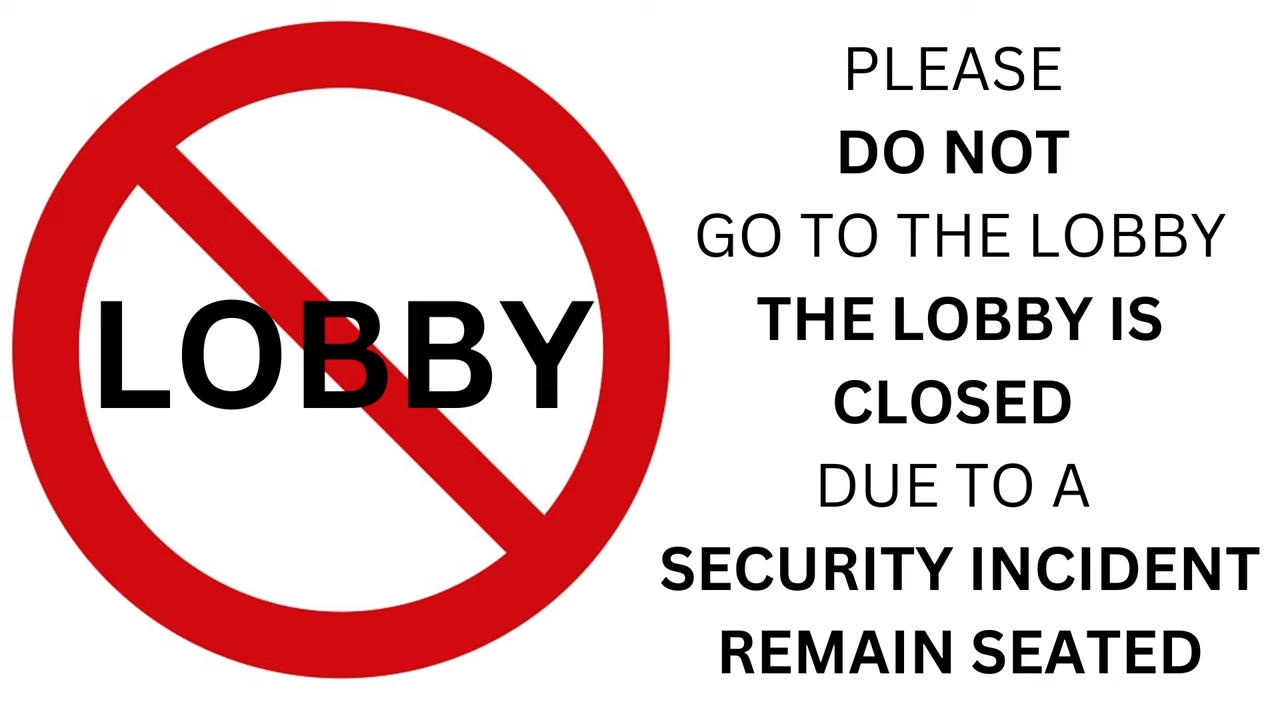 LOBBY
PLEASE
DO NOT
GO TO THE LOBBY
THE LOBBY IS
CLOSED
DUE TO A
SECURITY INCIDENT
REMAIN SEATED